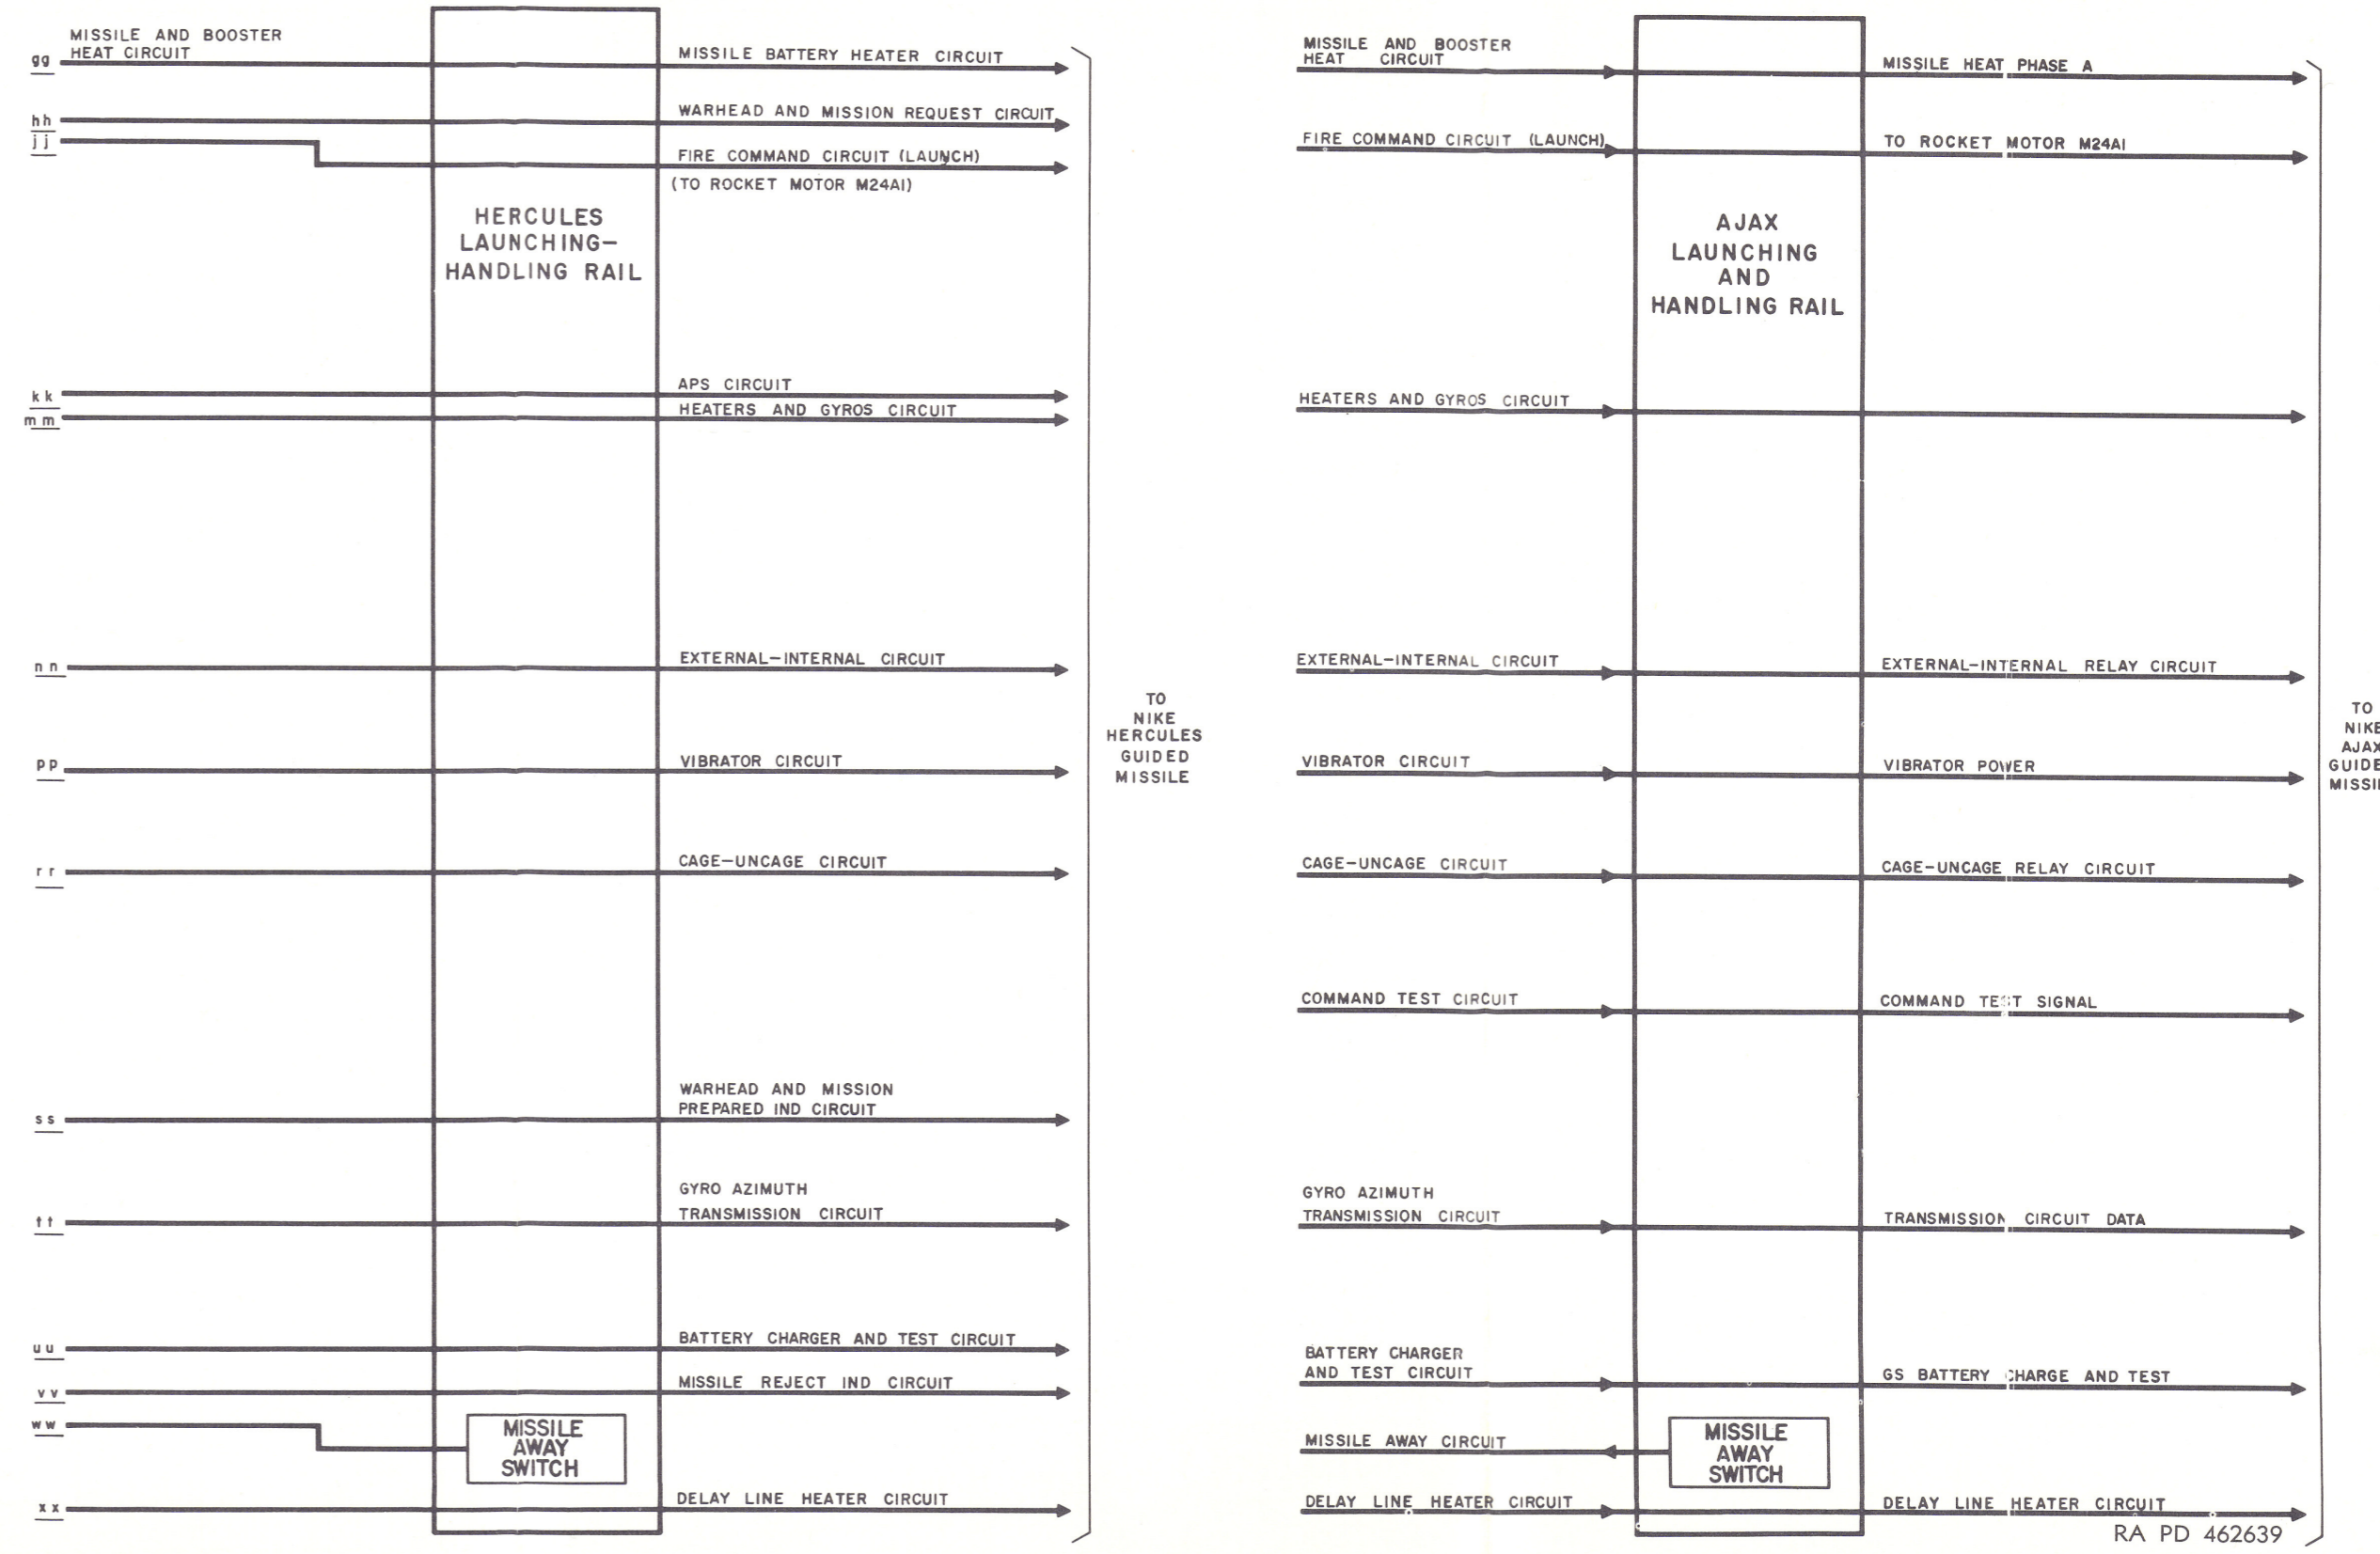 MISSILE AND BOOSTER
HEAT CIRCUIT
gg
MISSILE BATTERY HEATER CIRCUIT
hh
WARHEAD AND MISSION REQUEST CIRCUIT
jj
FIRE COMMAND CIRCUIT (LAUNCH)
(TO ROCKET MOTOR M24A1)
HERCULES
LAUNCHING–
HANDLING RAIL
kk
APS CIRCUIT
mm
HEATERS AND GYROS CIRCUIT
nn
EXTERNAL–INTERNAL CIRCUIT
pp
VIBRATOR CIRCUIT
rr
CAGE–UNCAGE CIRCUIT
ss
WARHEAD AND MISSION
PREPARED IND CIRCUIT
tt
GYRO AZIMUTH
TRANSMISSION CIRCUIT
uu
BATTERY CHARGER AND TEST CIRCUIT
vv
MISSILE REJECT IND CIRCUIT
ww
MISSILE
AWAY
SWITCH
xx
DELAY LINE HEATER CIRCUIT
TO
NIKE
HERCULES
GUIDED
MISSILE
MISSILE AND BOOSTER
HEAT CIRCUIT
MISSILE HEAT PHASE A
FIRE COMMAND CIRCUIT (LAUNCH)
TO ROCKET MOTOR M24A1
AJAX
LAUNCHING
AND
HANDLING RAIL
HEATERS AND GYROS CIRCUIT
EXTERNAL–INTERNAL CIRCUIT
EXTERNAL–INTERNAL RELAY CIRCUIT
VIBRATOR CIRCUIT
VIBRATOR POWER
CAGE–UNCAGE CIRCUIT
CAGE–UNCAGE RELAY CIRCUIT
COMMAND TEST CIRCUIT
COMMAND TEST SIGNAL
GYRO AZIMUTH
TRANSMISSION CIRCUIT
TRANSMISSION CIRCUIT DATA
BATTERY CHARGER
AND TEST CIRCUIT
GS BATTERY CHARGE AND TEST
MISSILE AWAY CIRCUIT
MISSILE
AWAY
SWITCH
DELAY LINE HEATER CIRCUIT
DELAY LINE HEATER CIRCUIT
TO
NIKE
AJAX
GUIDE
MISSIL
RA PD 462639